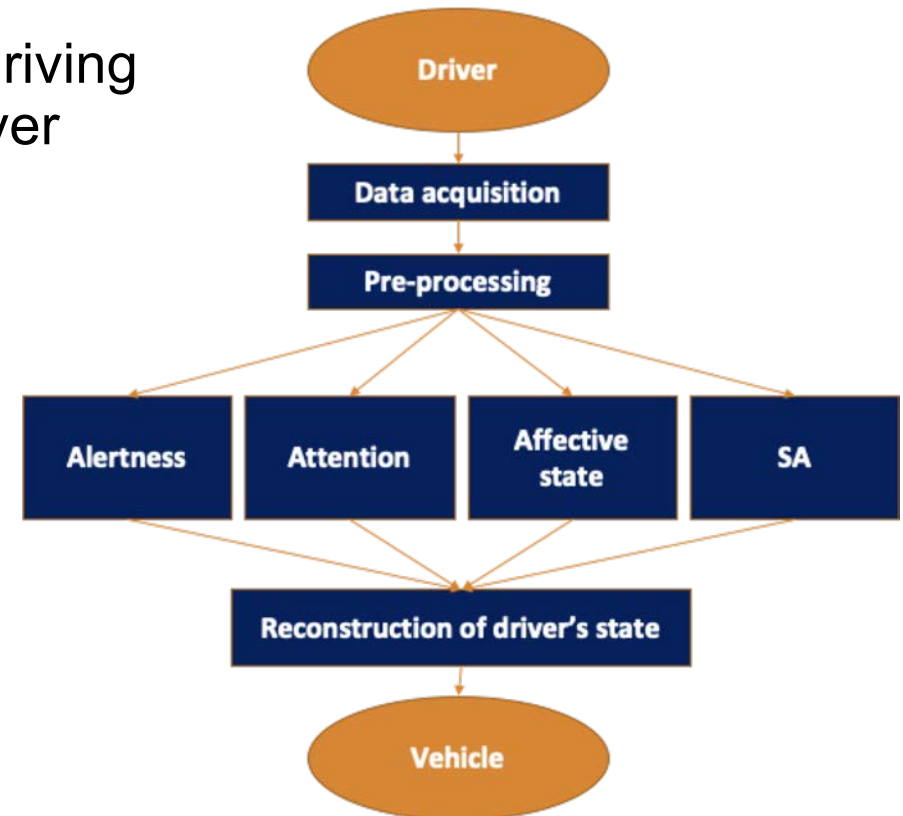 riving
ver
Driver
Data acquisition
Pre-processing
Alertness
Attention
Affective
state
SA
Reconstruction of driver's state
Vehicle